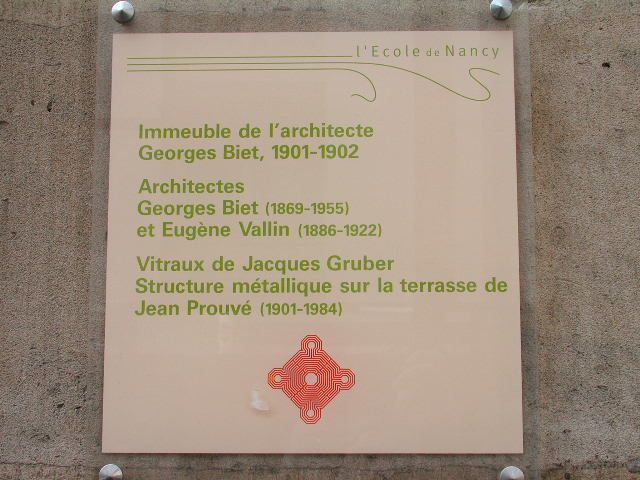 l'Ecole de Nancy
Immeuble de l'architecte
Georges Biet, 1901-1902
Architectes
Georges Biet (1869-1955)
et Eugène Vallin (1886-1922)
Vitraux de Jacques Gruber
Structure métallique sur la terrasse de
Jean Prouvé (1901-1984)